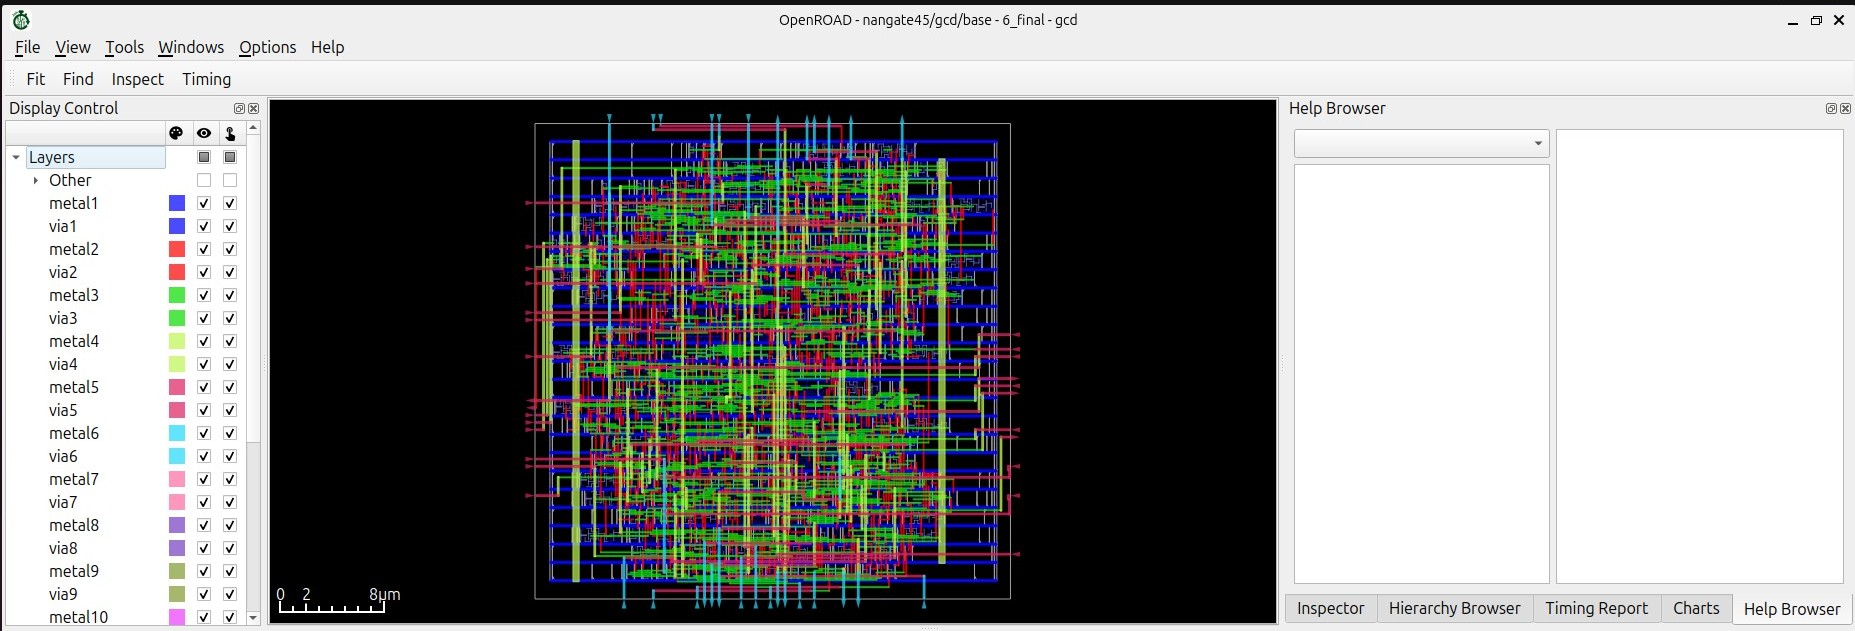 OpenROAD - nangate45/gcd/base - 6_final - gcd
File View Tools Windows Options Help
Fit Find Inspect Timing
Display Control
Layers
Other
metal1
via1
metal2
via2
metal3
via3
metal4
via4
metal5
via5
metal6
via6
metal7
via7
metal8
via8
metal9
via9
metal10
0 2 8μm
Help Browser
Inspector Hierarchy Browser Timing Report Charts Help Browser